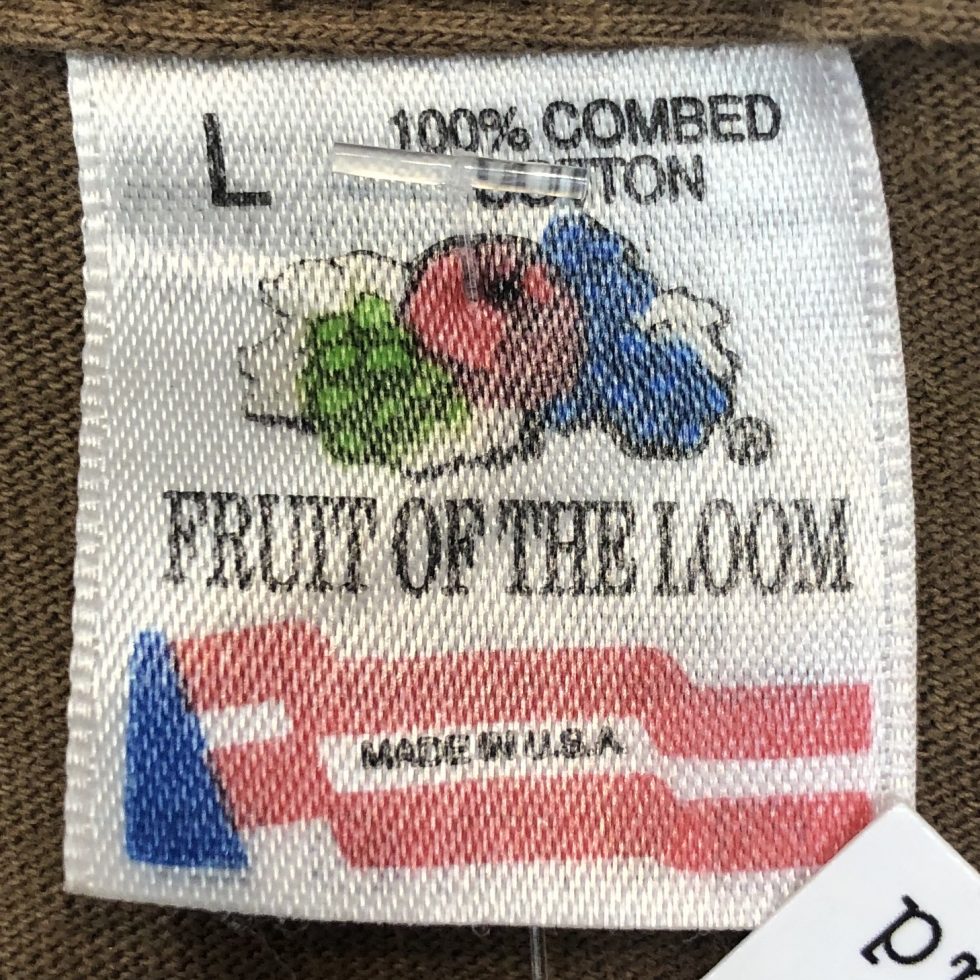 L
100% COMBED
COTTON
®
FRUIT OF THE LOOM
MADE IN U.S.A